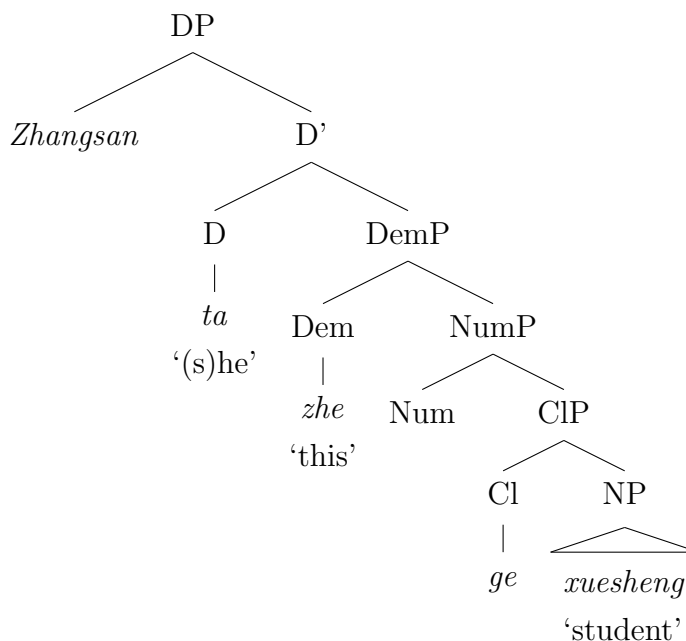 DP
Zhangsan D'
D DemP
ta Dem NumP
‘(s)he’ zhe Num ClP
‘this’ Cl NP
ge xuesheng
‘student’